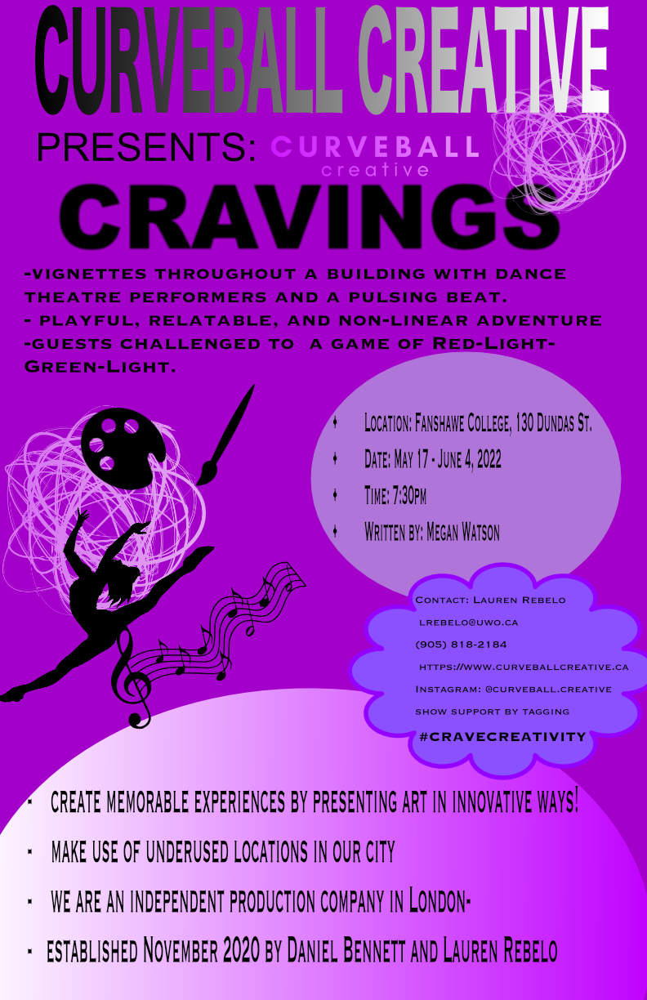 CURVEBALL CREATIVE
PRESENTS: CURVEBALL
creative
CRAVINGS
-VIGNETTES THROUGHOUT A BUILDING WITH DANCE
THEATRE PERFORMERS AND A PULSING BEAT.
- PLAYFUL, RELATABLE, AND NON-LINEAR ADVENTURE
-GUESTS CHALLENGED TO A GAME OF RED-LIGHT-
GREEN-LIGHT.
♦ LOCATION: FANSHAWE COLLEGE, 130 DUNDAS ST.
♦ DATE: MAY 17 - JUNE 4, 2022
♦ TIME: 7:30PM
♦ WRITTEN BY: MEGAN WATSON
CONTACT: LAUREN REBELO
LREBELO@UWO.CA
(905) 818-2184
HTTPS://WWW.CURVEBALLCREATIVE.CA
INSTAGRAM: @CURVEBALL.CREATIVE
SHOW SUPPORT BY TAGGING
#CRAVECREATIVITY
- CREATE MEMORABLE EXPERIENCES BY PRESENTING ART IN INNOVATIVE WAYS!
- MAKE USE OF UNDERUSED LOCATIONS IN OUR CITY
- WE ARE AN INDEPENDENT PRODUCTION COMPANY IN LONDON-
- ESTABLISHED NOVEMBER 2020 BY DANIEL BENNETT AND LAUREN REBELO